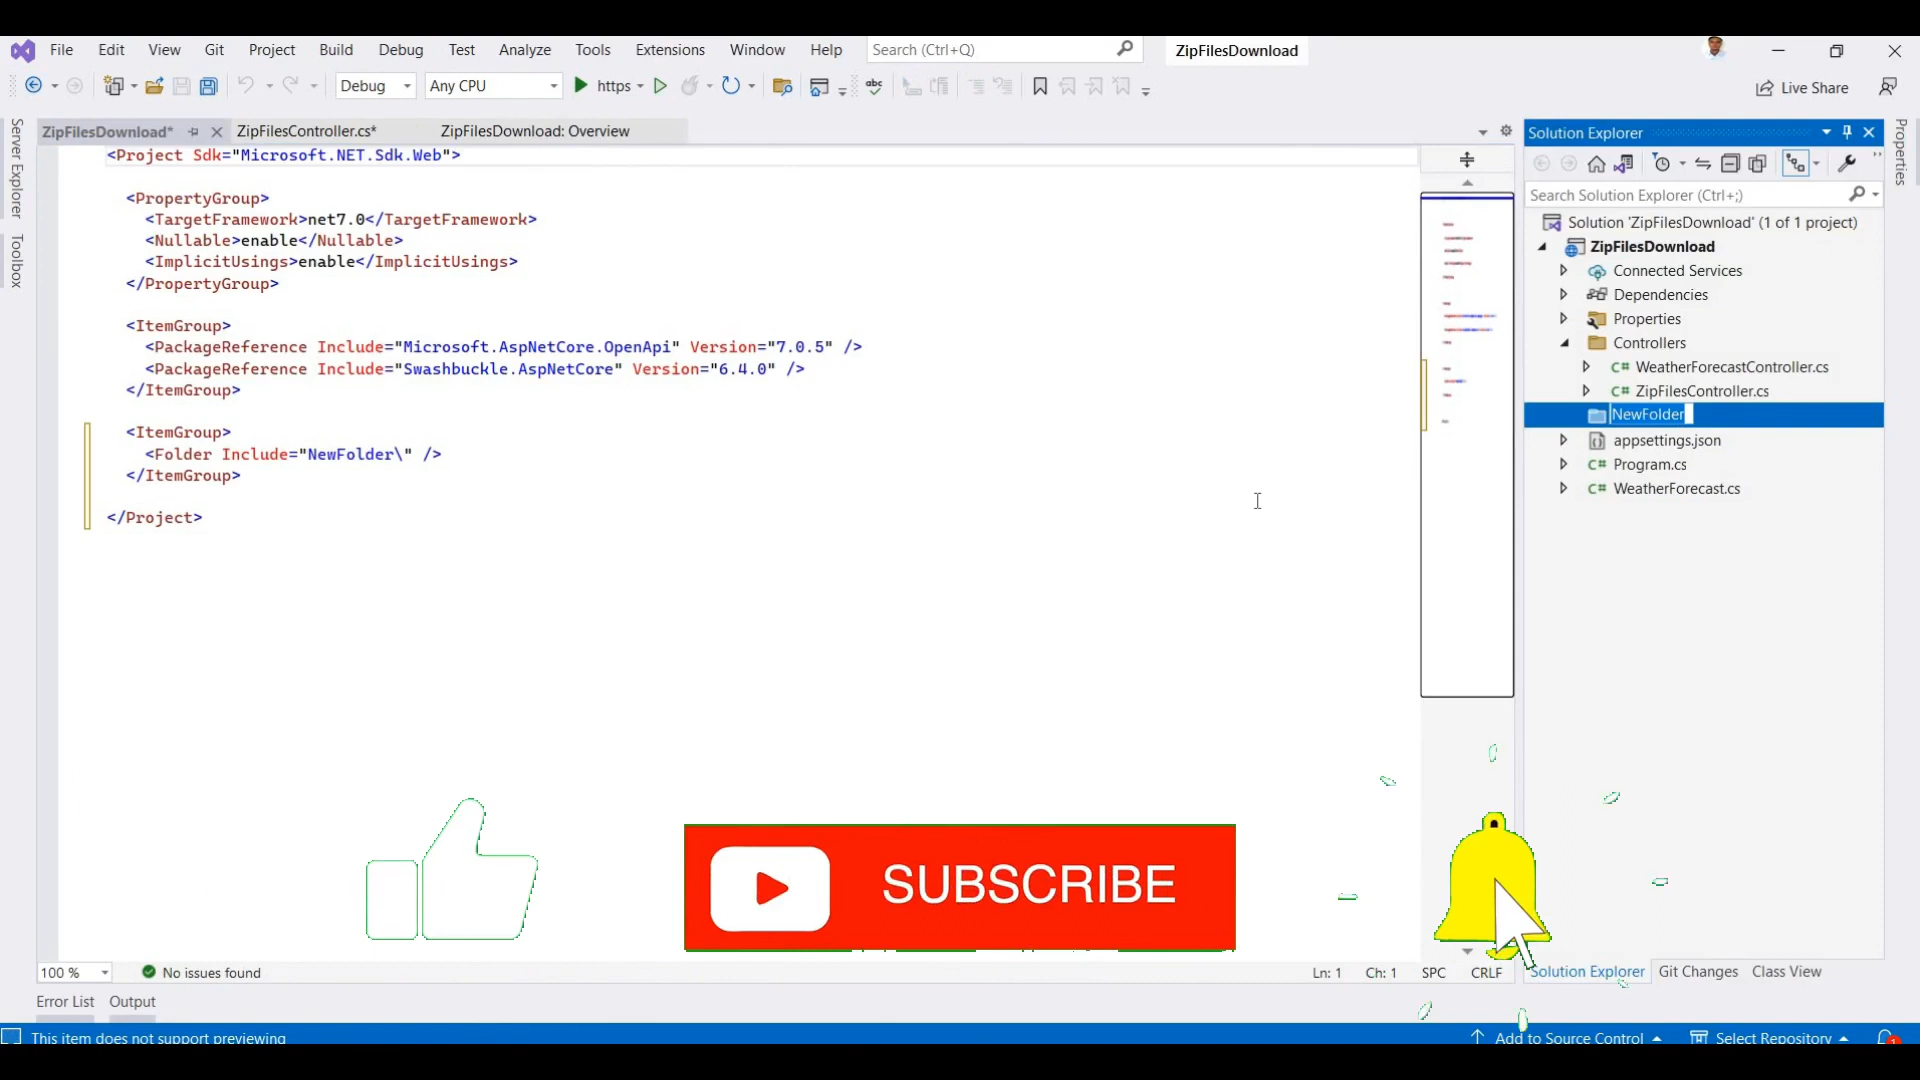 File Edit View Git Project Build Debug Test Analyze Tools Extensions Window Help Search (Ctrl+Q) ZipFilesDownload
Debug Any CPU https Live Share
ZipFilesDownload* ZipFilesController.cs* ZipFilesDownload: Overview
<Project Sdk="Microsoft.NET.Sdk.Web">
<PropertyGroup>
<TargetFramework>net7.0</TargetFramework>
<Nullable>enable</Nullable>
<ImplicitUsings>enable</ImplicitUsings>
</PropertyGroup>
<ItemGroup>
<PackageReference Include="Microsoft.AspNetCore.OpenApi" Version="7.0.5" />
<PackageReference Include="Swashbuckle.AspNetCore" Version="6.4.0" />
</ItemGroup>
<ItemGroup>
<Folder Include="NewFolder\" />
</ItemGroup>
</Project>
Server Explorer
Toolbox
Solution Explorer
Search Solution Explorer (Ctrl+;)
Solution 'ZipFilesDownload' (1 of 1 project)
ZipFilesDownload
Connected Services
Dependencies
Properties
Controllers
C# WeatherForecastController.cs
C# ZipFilesController.cs
NewFolder
appsettings.json
C# Program.cs
C# WeatherForecast.cs
Properties
SUBSCRIBE
100 % No issues found Ln: 1 Ch: 1 SPC CRLF
Solution Explorer Git Changes Class View
Error List Output
This item does not support previewing Add to Source Control Select Repository 1